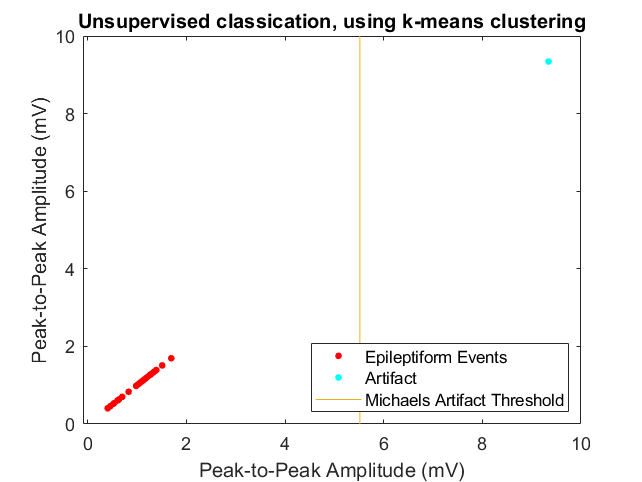 Unsupervised classication, using k-means clustering
Peak-to-Peak Amplitude (mV)
10
8
6
4
2
0
0
2
4
6
8
10
Epileptiform Events
Artifact
Michaels Artifact Threshold
Peak-to-Peak Amplitude (mV)